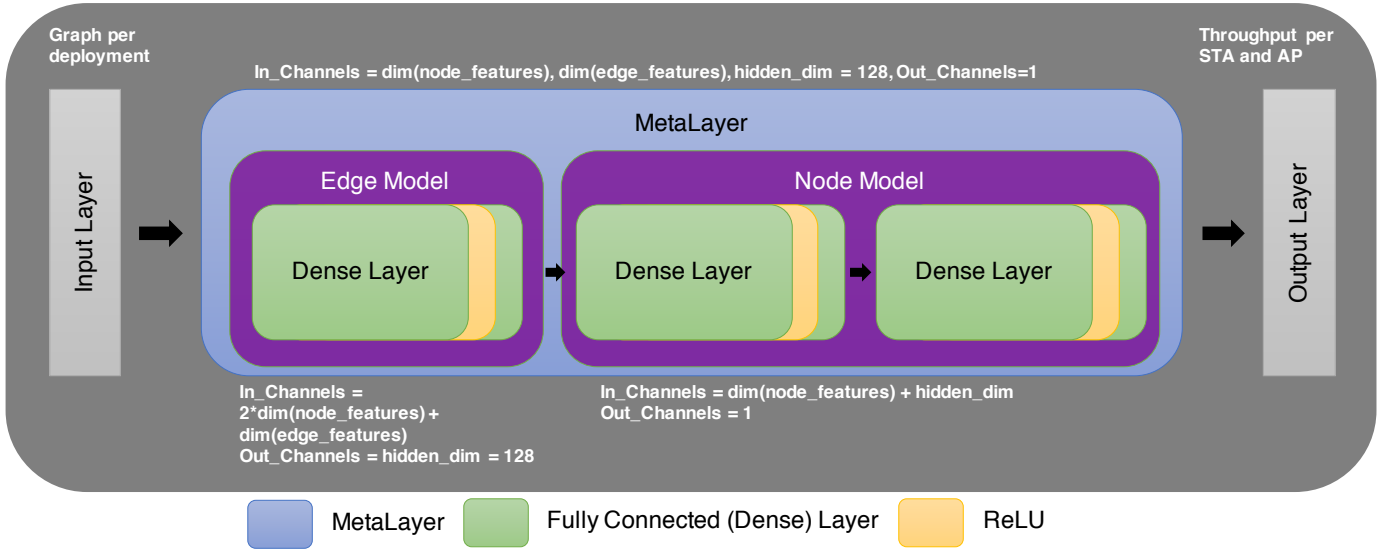 Graph per
deployment
Throughput per
STA and AP
In_Channels = dim(node_features), dim(edge_features), hidden_dim = 128, Out_Channels=1
MetaLayer
Input Layer
Edge Model
Node Model
Dense Layer
Dense Layer
Dense Layer
Output Layer
In_Channels =
2*dim(node_features) +
dim(edge_features)
Out_Channels = hidden_dim = 128
In_Channels = dim(node_features) + hidden_dim
Out_Channels = 1
MetaLayer
Fully Connected (Dense) Layer
ReLU